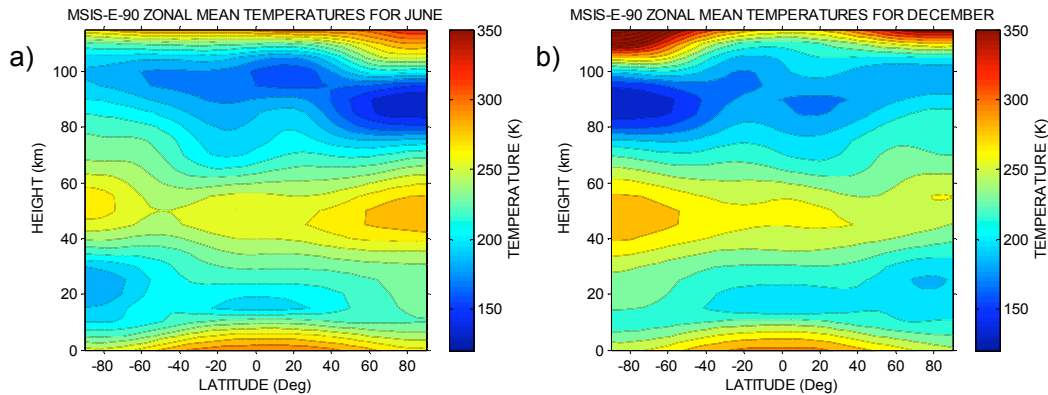 MSIS-E-90 ZONAL MEAN TEMPERATURES FOR JUNE
a)
100
80
60
40
20
0
HEIGHT (km)
-80 -60 -40 -20 0 20 40 60 80
LATITUDE (Deg)
350
300
250
200
150
TEMPERATURE (K)
MSIS-E-90 ZONAL MEAN TEMPERATURES FOR DECEMBER
b)
100
80
60
40
20
0
HEIGHT (km)
-80 -60 -40 -20 0 20 40 60 80
LATITUDE (Deg)
350
300
250
200
150
TEMPERATURE (K)